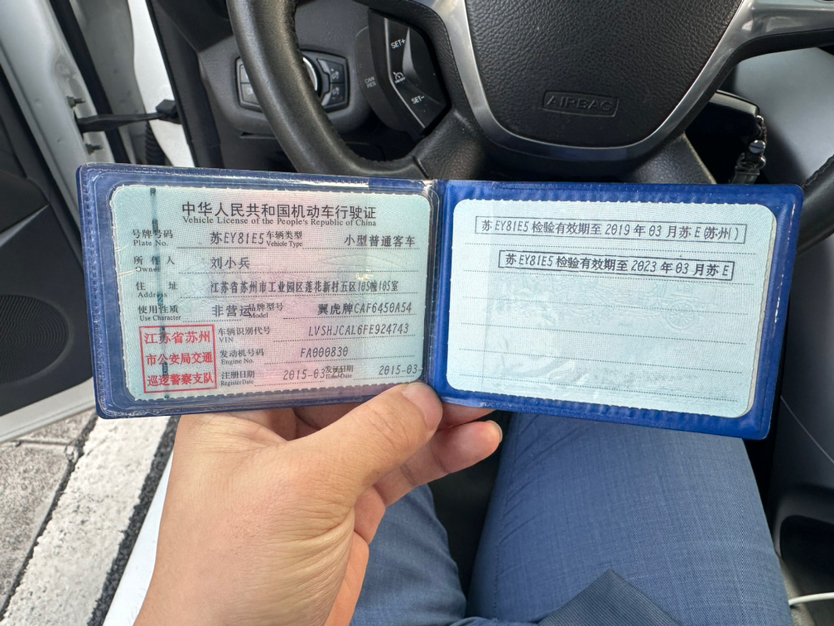 SET+
CAN
RES
SET-
AIRBAG
中华人民共和国机动车行驶证
Vehicle License of the People's Republic of China
号牌号码 苏EY81E5 车辆类型 小型普通客车
Plate No. Vehicle Type
所有人 刘小兵
Owner
住址 江苏省苏州市工业园区莲花新村五区105幢105室
Address
使用性质 非营运 品牌型号 翼虎牌CAF6450A54
Use Character Model
江苏省苏州
市公安局交通
巡逻警察支队
车辆识别代号 LVSHJCAL6FE924743
VIN
发动机号码 FA000830
Engine No.
注册日期 2015-03 发证日期 2015-03-
Register Date Issue Date
苏EY81E5 检验有效期至 2019 年 03 月苏 E (苏州)
苏EY81E5 检验有效期至 2023 年 03 月苏 E